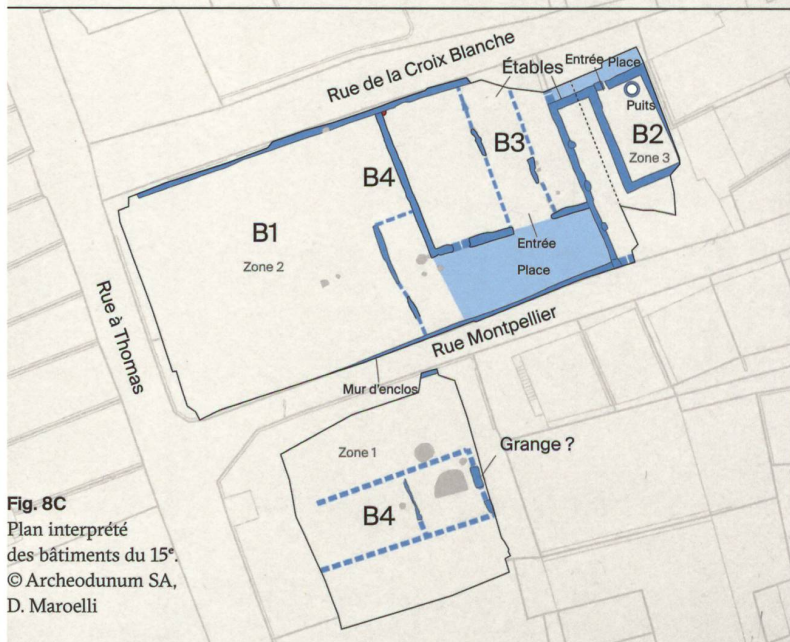 Rue de la Croix Blanche
Étables
Entrée
Place
Puits
B3
B2
Zone 3
B4
B1
Zone 2
Entrée
Place
Rue à Thomas
Rue Montpellier
Mur d'enclos
Zone 1
Grange ?
B4
Fig. 8C
Plan interprété
des bâtiments du 15ᵉ.
© Archeodunum SA,
D. Maroelli